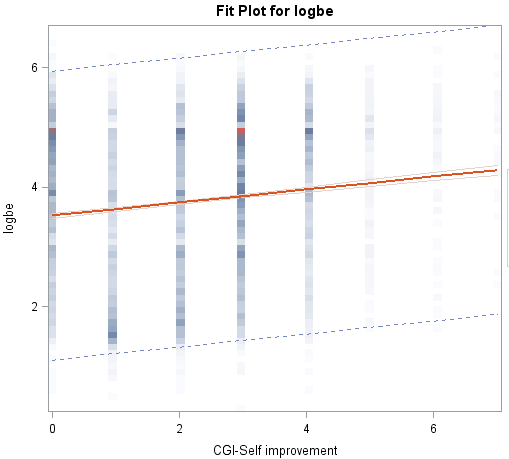 Fit Plot for logbe
6
4
2
logbe
0 2 4 6
CGI-Self improvement